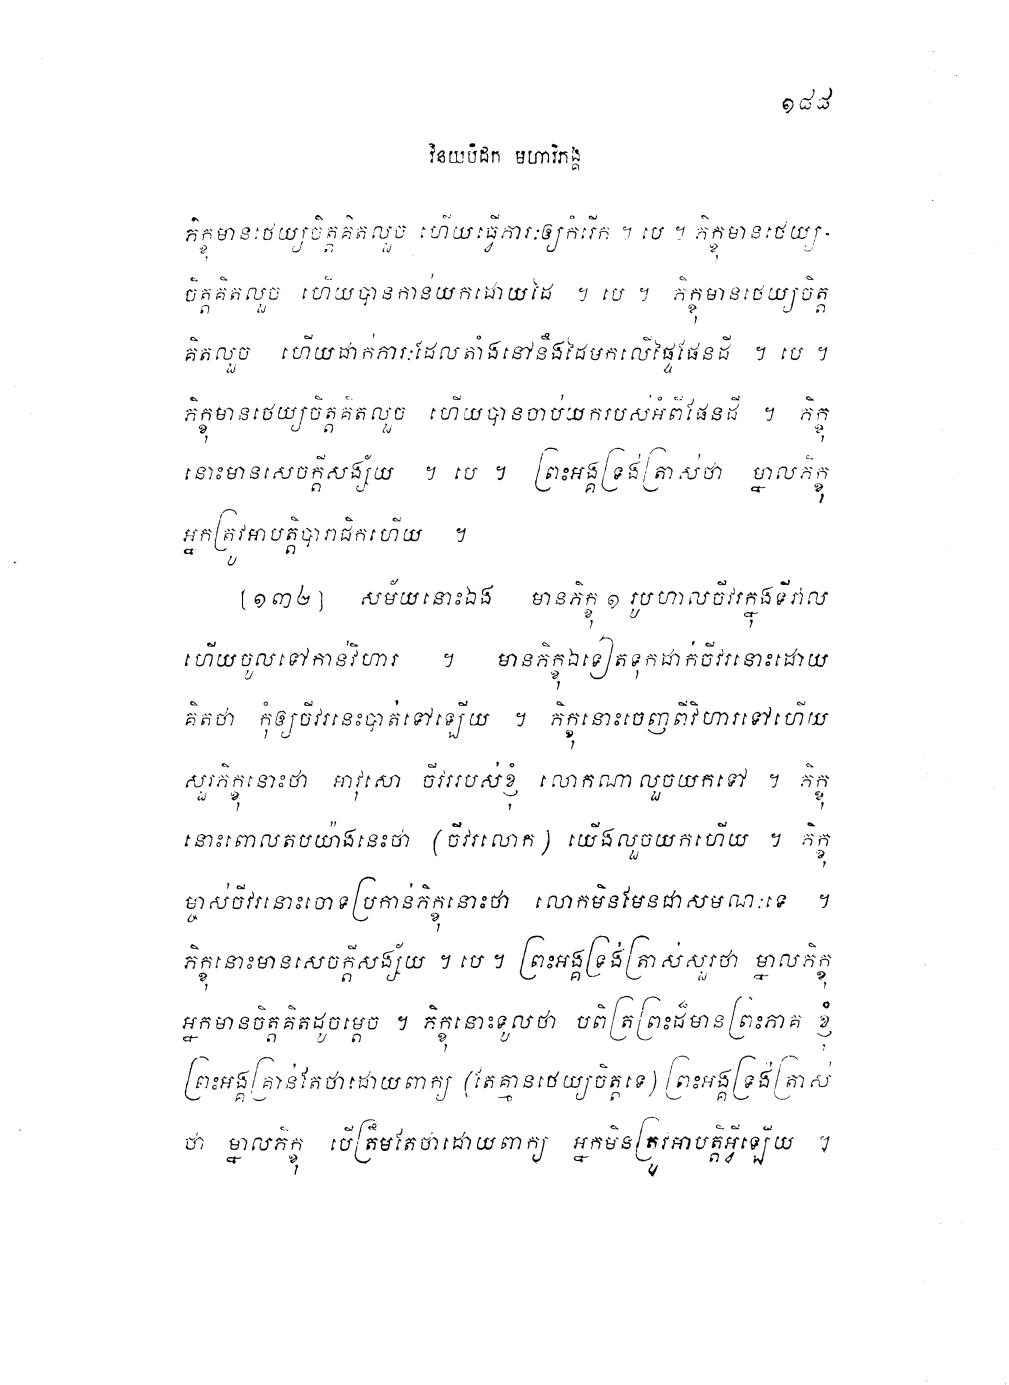 ១៨៨
វិនយបិដក មហាវិភង្គ
ភិក្ខុមានថេយ្យចិត្តគិតលួច ហើយធ្វើការៈឲ្យកំរើក ។ បេ ។ ភិក្ខុមានថេយ្យ-
ចិត្តគិតលួច ហើយបានកាន់យកដោយដៃ ។ បេ ។ ភិក្ខុមានថេយ្យចិត្ត
គិតលួច ហើយដាក់ការៈដែលតាំងនៅនឹងដៃមកលើផ្ទៃផែនដី ។ បេ ។
ភិក្ខុមានថេយ្យចិត្តគិតលួច ហើយបានចាប់យករបស់អំពីផែនដី ។ ភិក្ខុ
នោះមានសេចក្តីសង្ស័យ ។ បេ ។ ព្រះអង្គទ្រង់ត្រាស់ថា ម្នាលភិក្ខុ
អ្នកត្រូវអាបត្តិបារាជិកហើយ ។
[១៣២] សម័យនោះឯង មានភិក្ខុ ១ រូបហាលចីវរក្នុងទីវាល
ហើយចូលទៅកាន់វិហារ ។ មានភិក្ខុឯទៀតទុកដាក់ចីវរនោះដោយ
គិតថា កុំឲ្យចីវរនេះបាត់ទៅឡើយ ។ ភិក្ខុនោះចេញពីវិហារទៅហើយ
សួរភិក្ខុនោះថា អាវុសោ ចីវររបស់ខ្ញុំ លោកណាលួចយកទៅ ។ ភិក្ខុ
នោះពោលតបយ៉ាងនេះថា (ចីវរលោក) យើងលួចយកហើយ ។ ភិក្ខុ
ម្ចាស់ចីវរនោះចោទប្រកាន់ភិក្ខុនោះថា លោកមិនមែនជាសមណៈទេ ។
ភិក្ខុនោះមានសេចក្តីសង្ស័យ ។ បេ ។ ព្រះអង្គទ្រង់ត្រាស់សួរថា ម្នាលភិក្ខុ
អ្នកមានចិត្តគិតដូចម្តេច ។ ភិក្ខុនោះទូលថា បពិត្រព្រះដ៏មានព្រះភាគ ខ្ញុំ
ព្រះអង្គគ្រាន់តែថាដោយពាក្យ (តែគ្មានថេយ្យចិត្តទេ) ព្រះអង្គទ្រង់ត្រាស់
ថា ម្នាលភិក្ខុ បើត្រឹមតែថាដោយពាក្យ អ្នកមិនត្រូវអាបត្តិអ្វីឡើយ ។